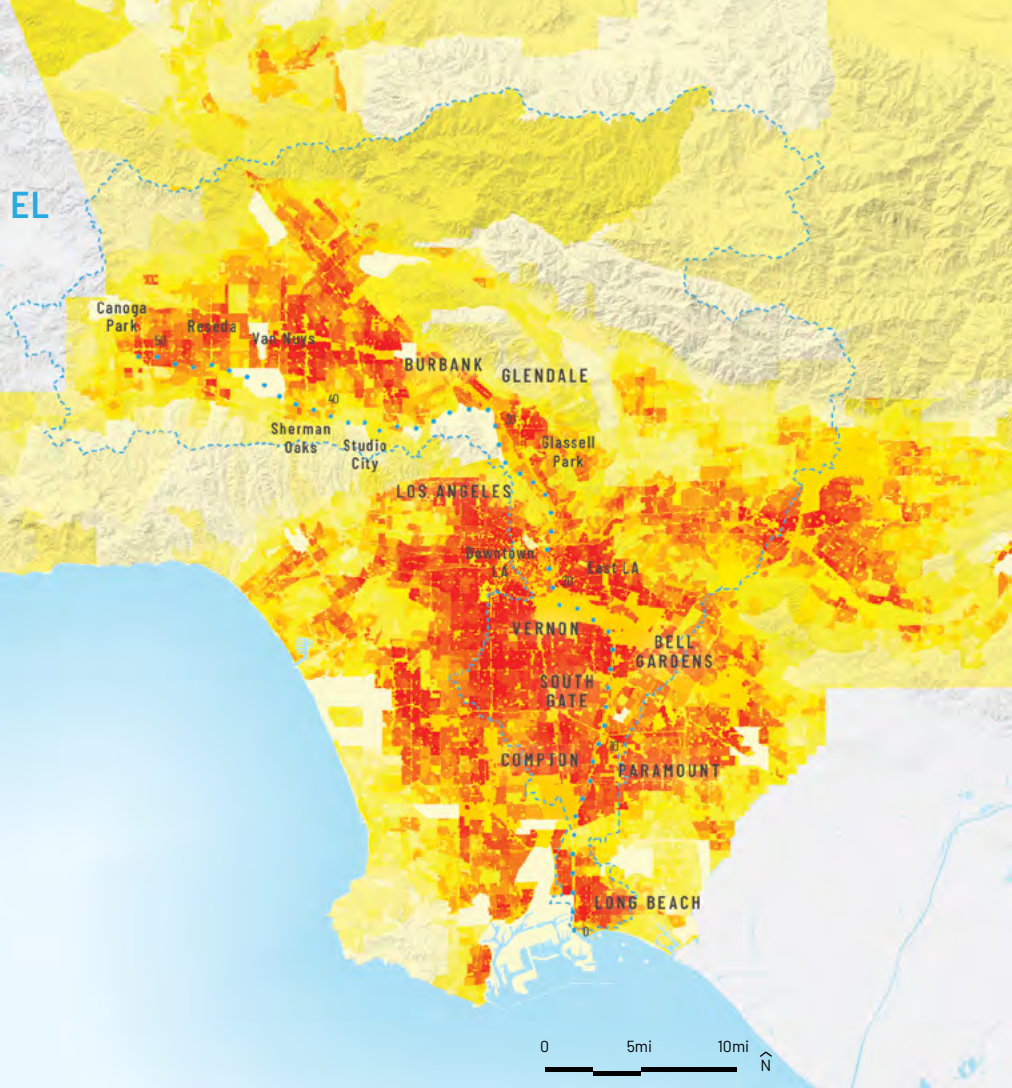 EL
Canoga
Park
50
Reseda
Van Nuys
BURBANK
GLENDALE
40
Sherman
Oaks
Studio
City
30
Glassell
Park
LOS ANGELES
Downtown
LA
East LA
20
VERNON
BELL
GARDENS
SOUTH
GATE
10
COMPTON
PARAMOUNT
LONG BEACH
0
0 5mi 10mi
N